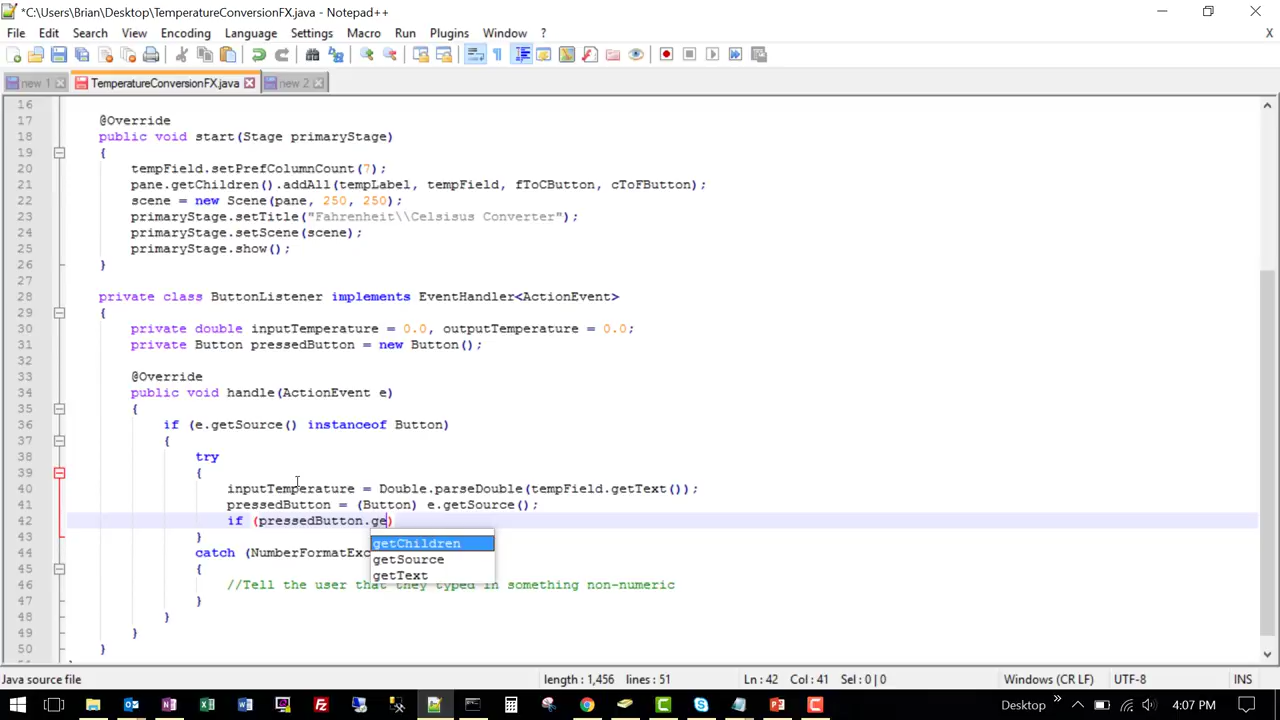 *C:\Users\Brian\Desktop\TemperatureConversionFX.java - Notepad++
File Edit Search View Encoding Language Settings Macro Run Plugins Window ? X
new 1 TemperatureConversionFX.java new 2
16
17 @Override
18 public void start(Stage primaryStage)
19 {
20 tempField.setPrefColumnCount(7);
21 pane.getChildren().addAll(tempLabel, tempField, fToCButton, cToFButton);
22 scene = new Scene(pane, 250, 250);
23 primaryStage.setTitle("Fahrenheit\\Celsisus Converter");
24 primaryStage.setScene(scene);
25 primaryStage.show();
26 }
27
28 private class ButtonListener implements EventHandler<ActionEvent>
29 {
30 private double inputTemperature = 0.0, outputTemperature = 0.0;
31 private Button pressedButton = new Button();
32
33 @Override
34 public void handle(ActionEvent e)
35 {
36 if (e.getSource() instanceof Button)
37 {
38 try
39 {
40 inputTemperature = Double.parseDouble(tempField.getText());
41 pressedButton = (Button) e.getSource();
42 if (pressedButton.ge)
43 }
getChildren
44 catch (NumberFormatExc
getSource
45 {
getText
46 //Tell the user that they typed in something non-numeric
47 }
48 }
49 }
50 }
Java source file length : 1,456 lines : 51 Ln : 42 Col : 41 Sel : 0 | 0 Windows (CR LF) UTF-8 INS
Desktop 4:07 PM